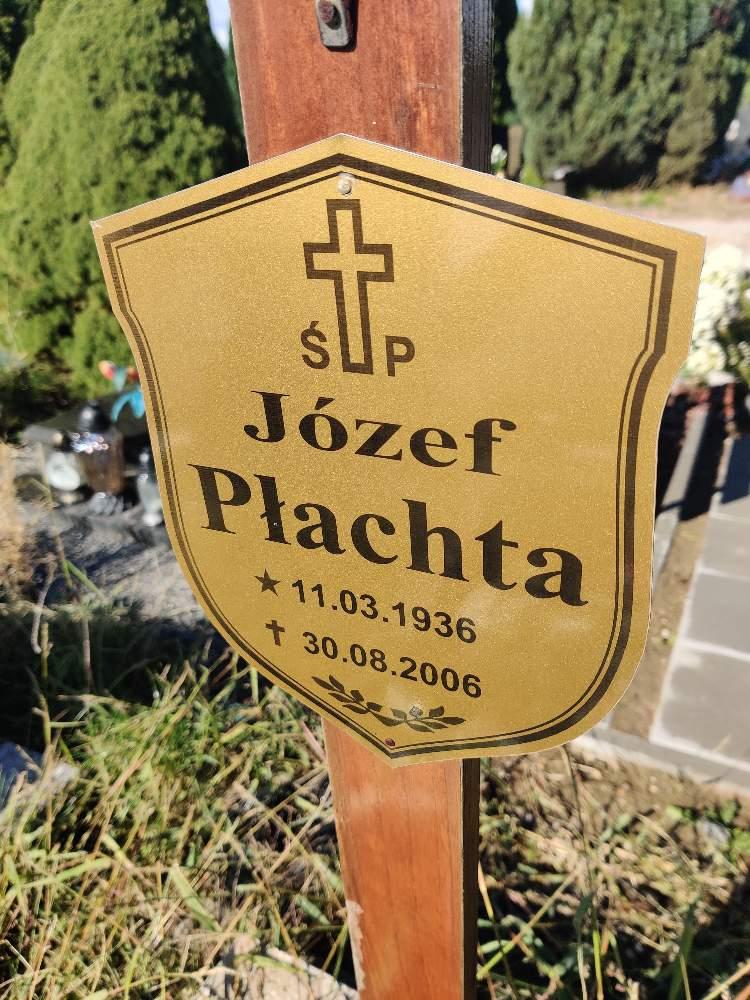 Ś P
Józef
Płachta
★ 11.03.1936
✝ 30.08.2006